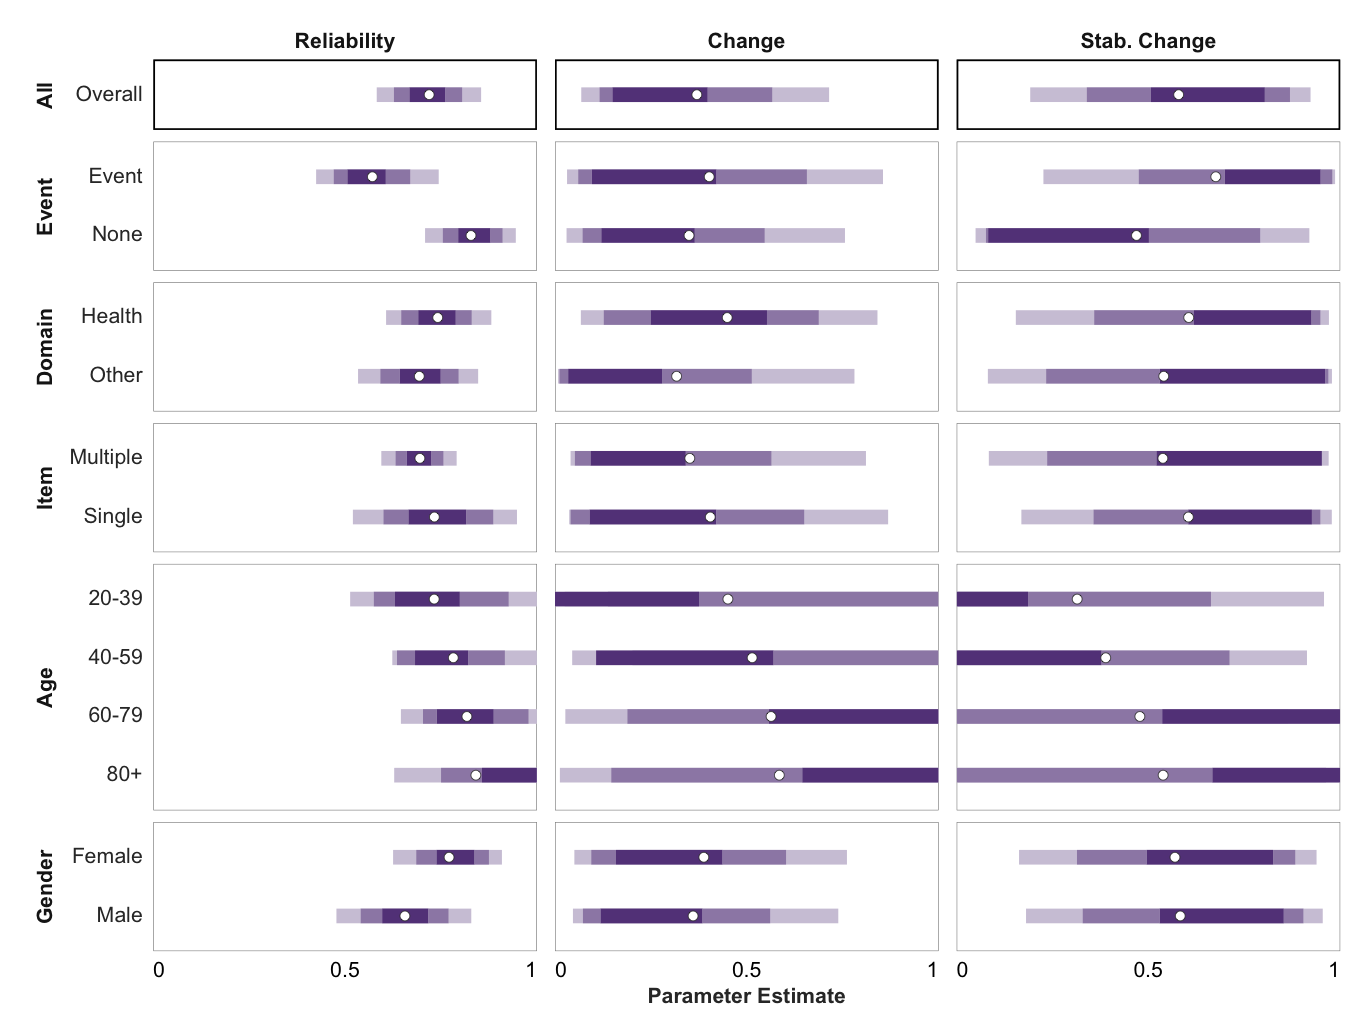 Reliability Change Stab. Change
All Overall
Event Event
None
Domain Health
Other
Item Multiple
Single
Age 20-39
40-59
60-79
80+
Gender Female
Male
0 0.5 1 0 0.5 1 0 0.5 1
Parameter Estimate